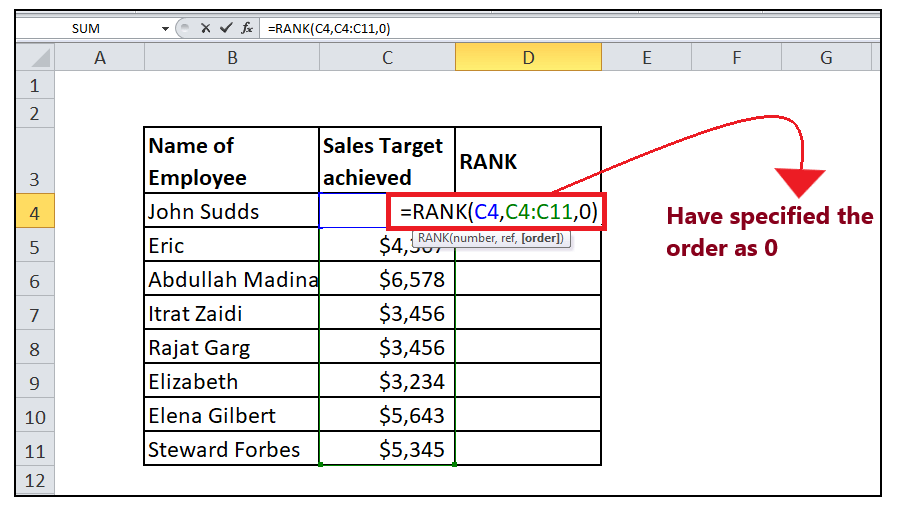 SUM =RANK(C4,C4:C11,0)
A B C D E F G
1
2
3 Name of Employee Sales Target achieved RANK
4 John Sudds =RANK(C4,C4:C11,0)
RANK(number, ref, [order])
5 Eric
6 Abdullah Madina $6,578
7 Itrat Zaidi $3,456
8 Rajat Garg $3,456
9 Elizabeth $3,234
10 Elena Gilbert $5,643
11 Steward Forbes $5,345
12
Have specified the
order as 0